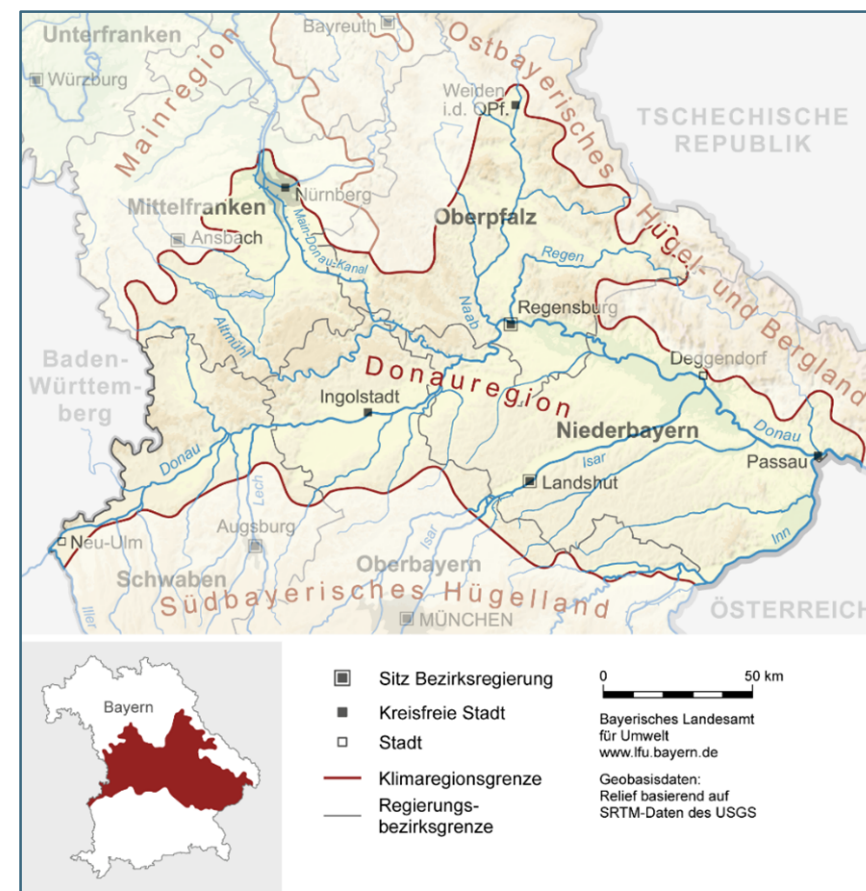 Unterfranken
Bayreuth
Würzburg
Mainregion
Ostbayerisches
Hügel- und Bergland
Weiden
i.d. OPf.
TSCHECHISCHE
REPUBLIK
Nürnberg
Mittelfranken
Ansbach
Main-Donau-Kanal
Oberpfalz
Regen
Naab
Regensburg
Altmühl
Baden-
Württem-
berg
Donauregion
Deggendorf
Ingolstadt
Niederbayern
Donau
Donau
Isar
Passau
Lech
Landshut
Augsburg
Isar
Inn
Neu-Ulm
Oberbayern
Schwaben
Südbayerisches Hügelland
Iller
MÜNCHEN
ÖSTERREICH
Bayern
Sitz Bezirksregierung
Kreisfreie Stadt
Stadt
Klimaregionsgrenze
Regierungs-
bezirksgrenze
0 50 km
Bayerisches Landesamt
für Umwelt
www.lfu.bayern.de
Geobasisdaten:
Relief basierend auf
SRTM-Daten des USGS